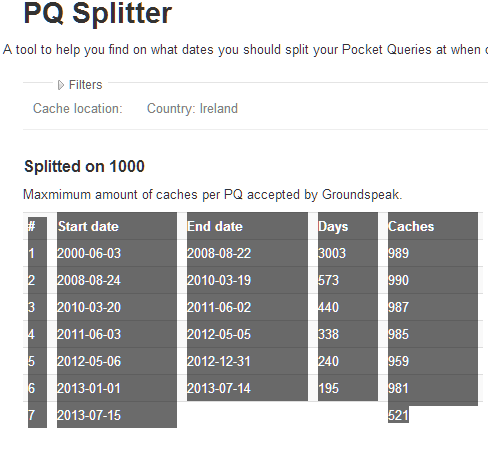 PQ Splitter
A tool to help you find on what dates you should split your Pocket Queries at when
Filters
Cache location: Country: Ireland
Splitted on 1000
Maxmimum amount of caches per PQ accepted by Groundspeak.
# Start date End date Days Caches
1 2000-06-03 2008-08-22 3003 989
2 2008-08-24 2010-03-19 573 990
3 2010-03-20 2011-06-02 440 987
4 2011-06-03 2012-05-05 338 985
5 2012-05-06 2012-12-31 240 959
6 2013-01-01 2013-07-14 195 981
7 2013-07-15 521